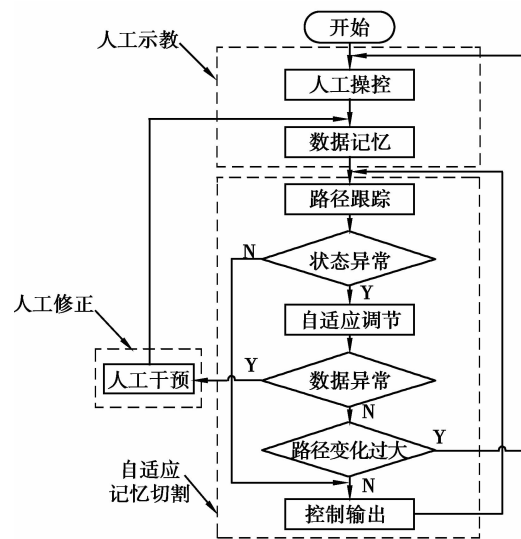 开始
人工示教
人工操控
数据记忆
路径跟踪
N
状态异常
Y
人工修正
自适应调节
Y
人工干预
数据异常
N
路径变化过大
Y
自适应
记忆切割
N
控制输出